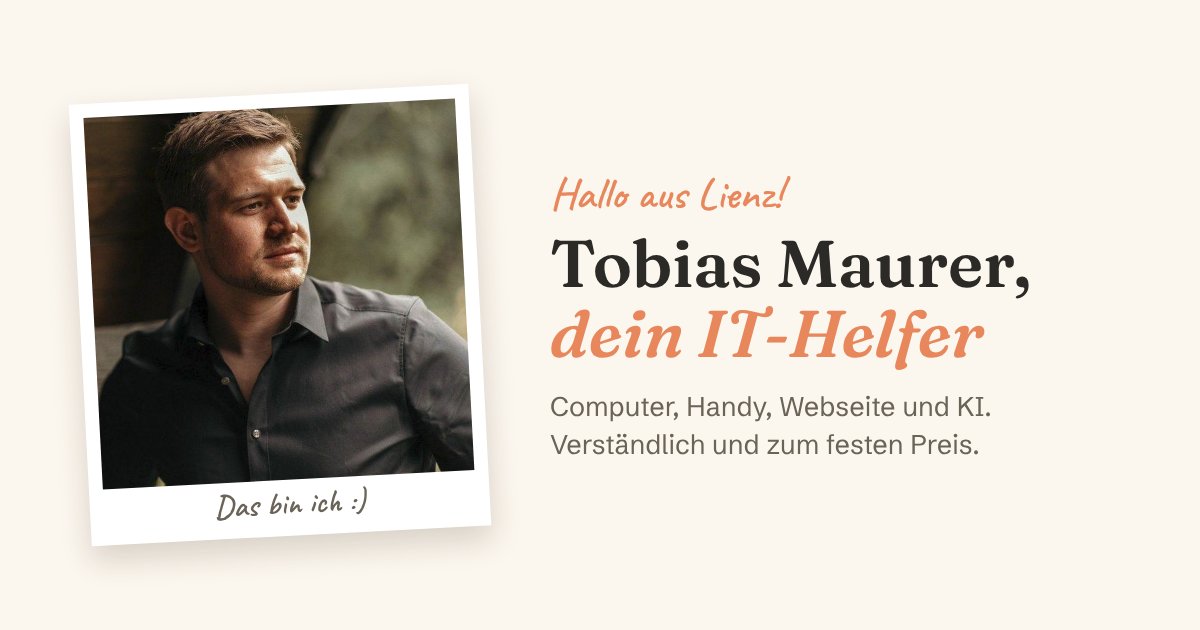 Hallo aus Lienz!
Tobias Maurer,
dein IT-Helfer
Computer, Handy, Webseite und KI.
Verständlich und zum festen Preis.
Das bin ich :)